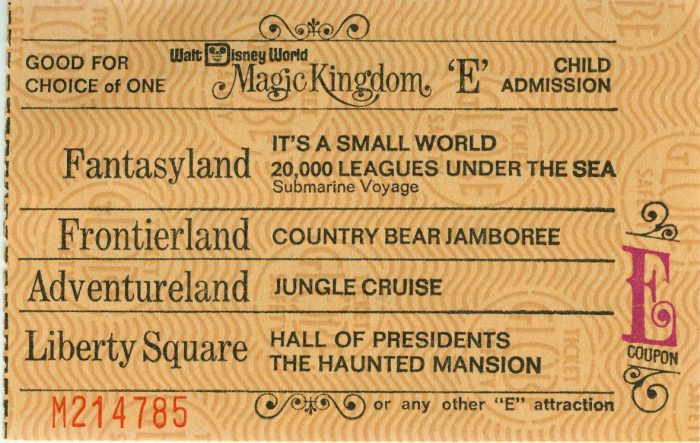 GOOD FOR
CHOICE of ONE
Walt Disney World
Magic Kingdom
'E'
CHILD
ADMISSION
Fantasyland
IT'S A SMALL WORLD
20,000 LEAGUES UNDER THE SEA
Submarine Voyage
Frontierland COUNTRY BEAR JAMBOREE
Adventureland JUNGLE CRUISE
Liberty Square
HALL OF PRESIDENTS
THE HAUNTED MANSION
E
COUPON
M214785
or any other "E" attraction